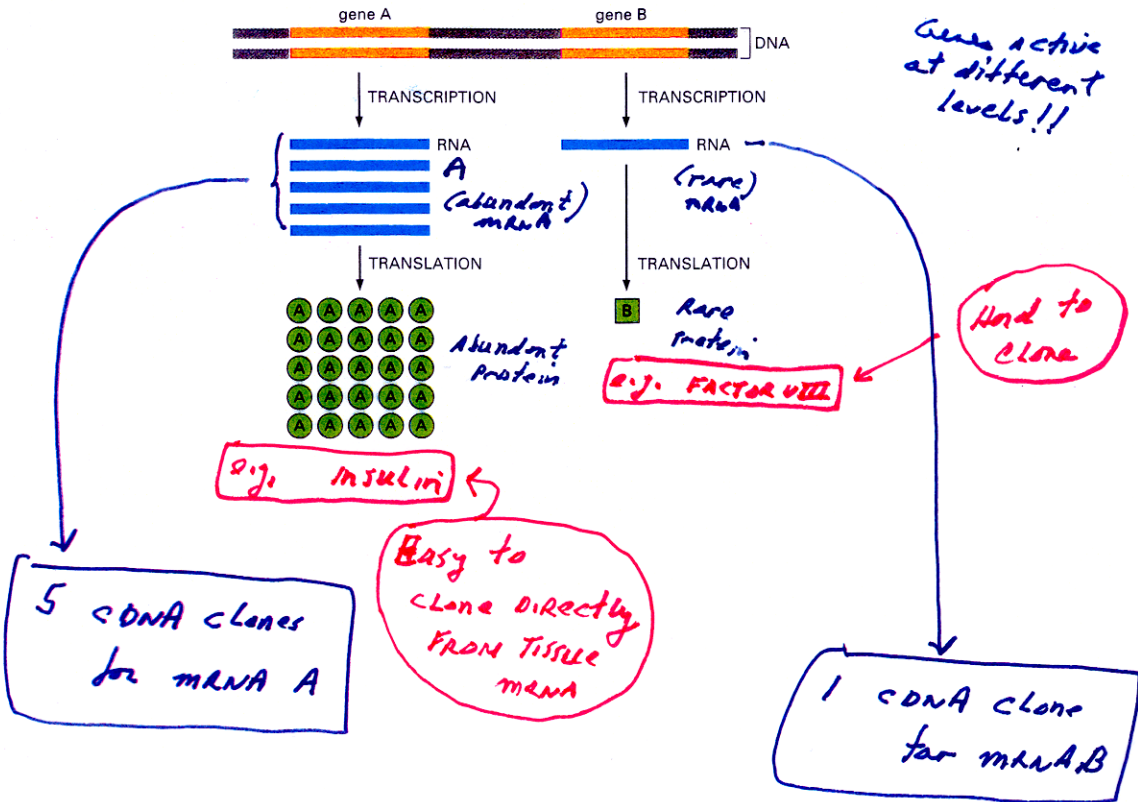 gene A
gene B
DNA
Genes active
at different
levels!!
TRANSCRIPTION
TRANSCRIPTION
RNA
RNA
A
(abundant)
mRNA
(rare)
mRNA
TRANSLATION
TRANSLATION
A A A A A
A A A A A
A A A A A
A A A A A
A A A A A
B
Abundant
Protein
Rare
Protein
e.g. FACTOR VIII
Hard to
Clone
e.g. insulin
Easy to
Clone Directly
From Tissue
mRNA
5 cDNA clones
for mRNA A
1 cDNA clone
for mRNA B